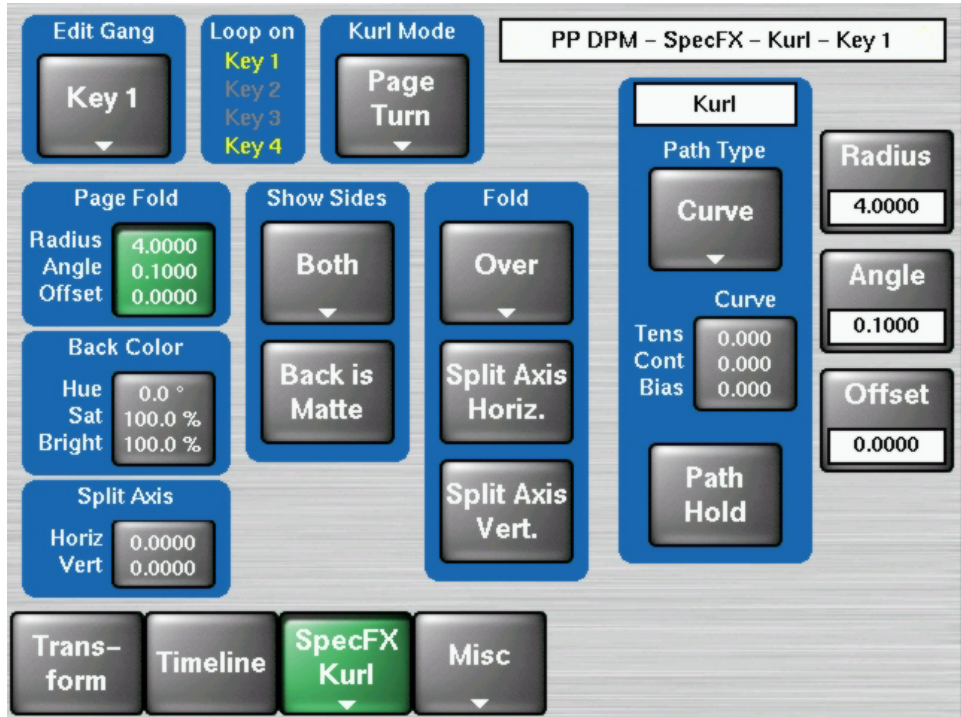 Edit Gang
Key 1
Loop on
Key 1
Key 2
Key 3
Key 4
Kurl Mode
Page
Turn
PP DPM – SpecFX – Kurl – Key 1
Page Fold
Radius 4.0000
Angle 0.1000
Offset 0.0000
Back Color
Hue 0.0 °
Sat 100.0 %
Bright 100.0 %
Split Axis
Horiz 0.0000
Vert 0.0000
Show Sides
Both
Back is
Matte
Fold
Over
Split Axis
Horiz.
Split Axis
Vert.
Kurl
Path Type
Curve
Curve
Tens 0.000
Cont 0.000
Bias 0.000
Path
Hold
Radius
4.0000
Angle
0.1000
Offset
0.0000
Trans–
form
Timeline
SpecFX
Kurl
Misc